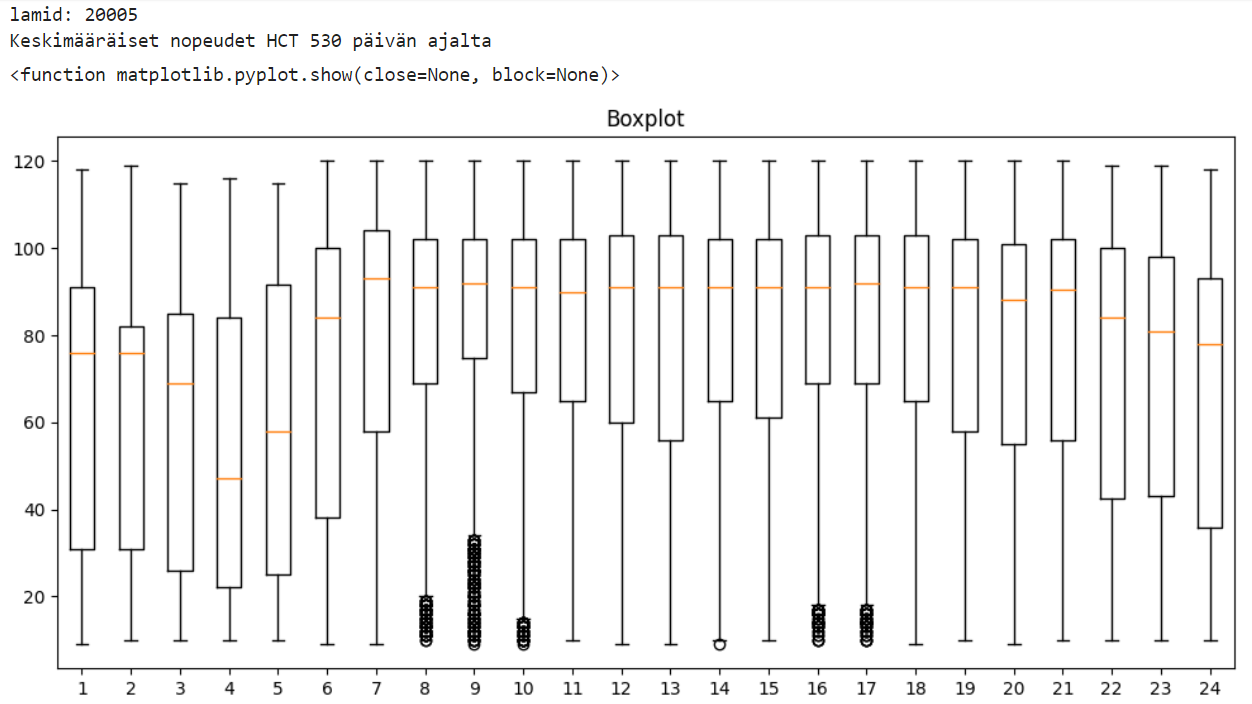 lamid: 20005
Keskimääräiset nopeudet HCT 530 päivän ajalta
<function matplotlib.pyplot.show(close=None, block=None)>
Boxplot
120
100
80
60
40
20
1 2 3 4 5 6 7 8 9 10 11 12 13 14 15 16 17 18 19 20 21 22 23 24